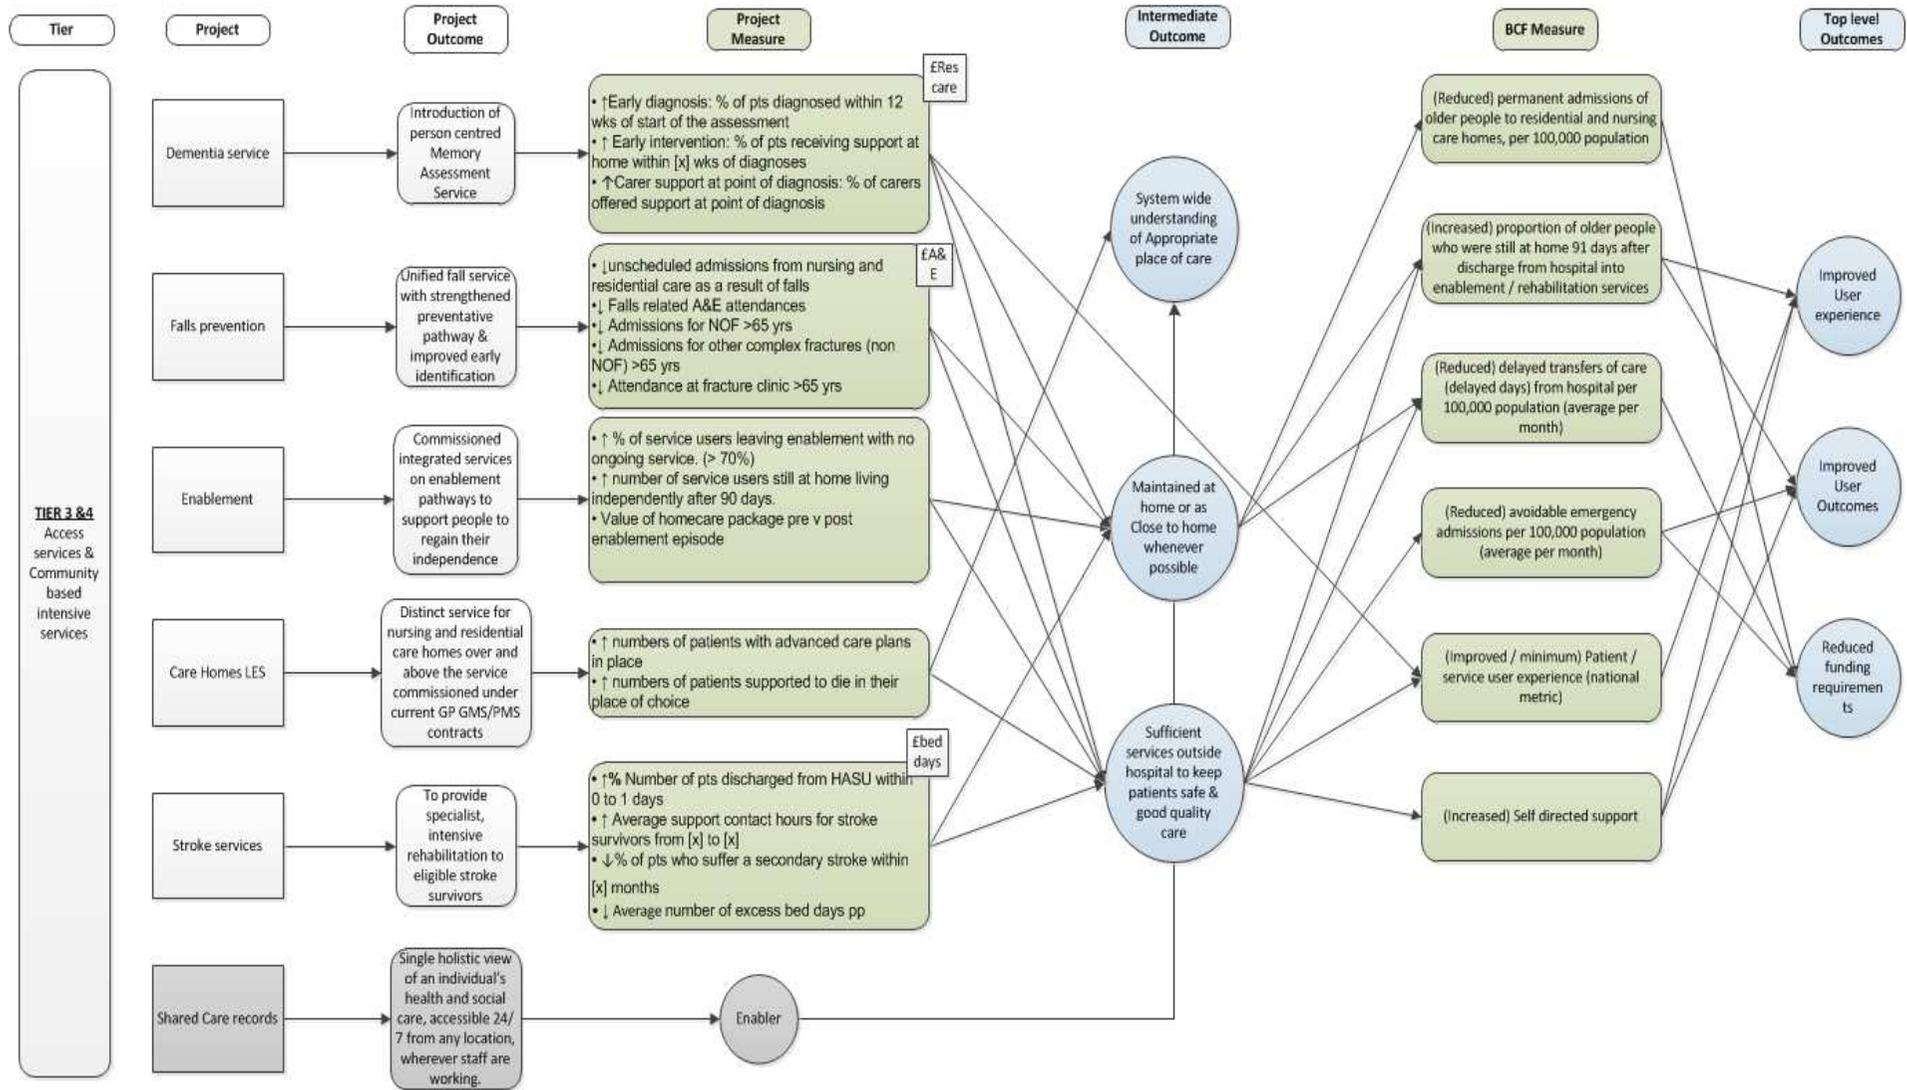 Tier
Project
Project
Outcome
Project
Measure
Intermediate
Outcome
BCF Measure
Top level
Outcomes
TIER 3 &4
Access
services &
Community
based
intensive
services
Dementia service
Introduction of
person centred
Memory
Assessment
Service
£Res
care
• ↑Early diagnosis: % of pts diagnosed within 12
wks of start of the assessment
• ↑ Early intervention: % of pts receiving support at
home within [x] wks of diagnoses
• ↑Carer support at point of diagnosis: % of carers
offered support at point of diagnosis
Falls prevention
Unified fall service
with strengthened
preventative
pathway &
improved early
identification
£A&
E
• ↓unscheduled admissions from nursing and
residential care as a result of falls
•↓ Falls related A&E attendances
•↓ Admissions for NOF >65 yrs
•↓ Admissions for other complex fractures (non
NOF) >65 yrs
•↓ Attendance at fracture clinic >65 yrs
Enablement
Commissioned
integrated services
on enablement
pathways to
support people to
regain their
independence
• ↑ % of service users leaving enablement with no
ongoing service. (> 70%)
• ↑ number of service users still at home living
independently after 90 days.
• Value of homecare package pre v post
enablement episode
Care Homes LES
Distinct service for
nursing and residential
care homes over and
above the service
commissioned under
current GP GMS/PMS
contracts
• ↑ numbers of patients with advanced care plans
in place
• ↑ numbers of patients supported to die in their
place of choice
Stroke services
To provide
specialist,
intensive
rehabilitation to
eligible stroke
survivors
£bed
days
• ↑% Number of pts discharged from HASU within
0 to 1 days
• ↑ Average support contact hours for stroke
survivors from [x] to [x]
• ↓% of pts who suffer a secondary stroke within
[x] months
• ↓ Average number of excess bed days pp
Shared Care records
Single holistic view
of an individual's
health and social
care, accessible 24/
7 from any location,
wherever staff are
working.
Enabler
System wide
understanding
of Appropriate
place of care
Maintained at
home or as
Close to home
whenever
possible
Sufficient
services outside
hospital to keep
patients safe &
good quality
care
(Reduced) permanent admissions of
older people to residential and nursing
care homes, per 100,000 population
(Increased) proportion of older people
who were still at home 91 days after
discharge from hospital into
enablement / rehabilitation services
(Reduced) delayed transfers of care
(delayed days) from hospital per
100,000 population (average per
month)
(Reduced) avoidable emergency
admissions per 100,000 population
(average per month)
(Improved / minimum) Patient /
service user experience (national
metric)
(Increased) Self directed support
Improved
User
experience
Improved
User
Outcomes
Reduced
funding
requiremen
ts